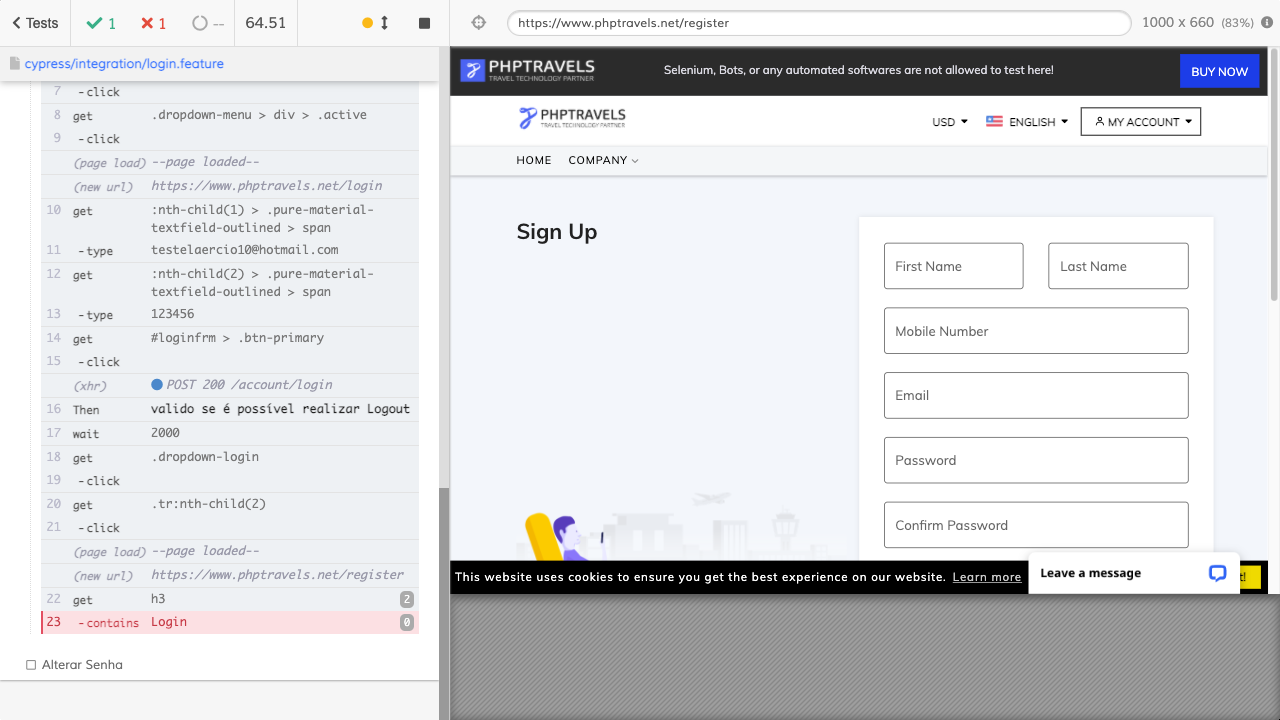 Tests
1
1
--
64.51
https://www.phptravels.net/register
1000 x 660 (83%)
cypress/integration/login.feature
7 -click
8 get .dropdown-menu > div > .active
9 -click
(page load) --page loaded--
(new url) https://www.phptravels.net/login
10 get :nth-child(1) > .pure-material-
textfield-outlined > span
11 -type testelaercio10@hotmail.com
12 get :nth-child(2) > .pure-material-
textfield-outlined > span
13 -type 123456
14 get #loginfrm > .btn-primary
15 -click
(xhr) POST 200 /account/login
16 Then valido se é possível realizar Logout
17 wait 2000
18 get .dropdown-login
19 -click
20 get .tr:nth-child(2)
21 -click
(page load) --page loaded--
(new url) https://www.phptravels.net/register
22 get h3 2
23 -contains Login 0
Alterar Senha
PHPTRAVELS
TRAVEL TECHNOLOGY PARTNER
Selenium, Bots, or any automated softwares are not allowed to test here!
BUY NOW
PHPTRAVELS
TRAVEL TECHNOLOGY PARTNER
USD
ENGLISH
MY ACCOUNT
HOME
COMPANY
Sign Up
First Name
Last Name
Mobile Number
Email
Password
Confirm Password
This website uses cookies to ensure you get the best experience on our website. Learn more
Leave a message
t!